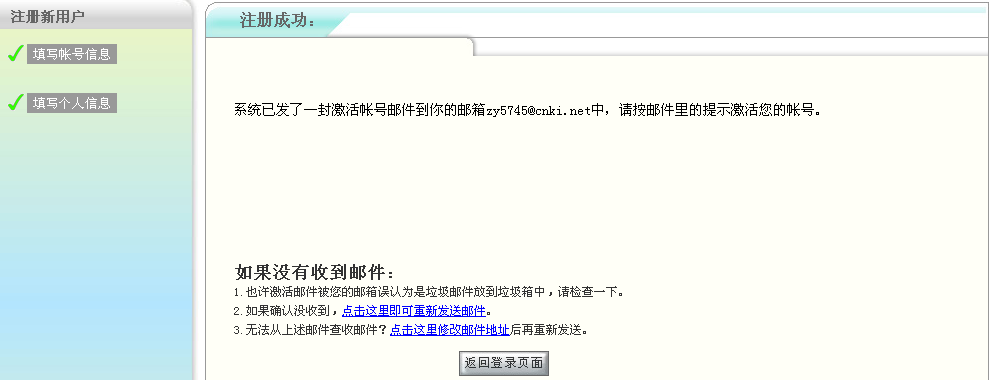 注册新用户
填写帐号信息
填写个人信息
注册成功：
系统已发了一封激活帐号邮件到你的邮箱zy5745@cnki.net中，请按邮件里的提示激活您的帐号。
如果没有收到邮件：
1.也许激活邮件被您的邮箱误认为是垃圾邮件放到垃圾箱中，请检查一下。
2.如果确认没收到，点击这里即可重新发送邮件。
3.无法从上述邮件查收邮件？点击这里修改邮件地址后再重新发送。
返回登录页面